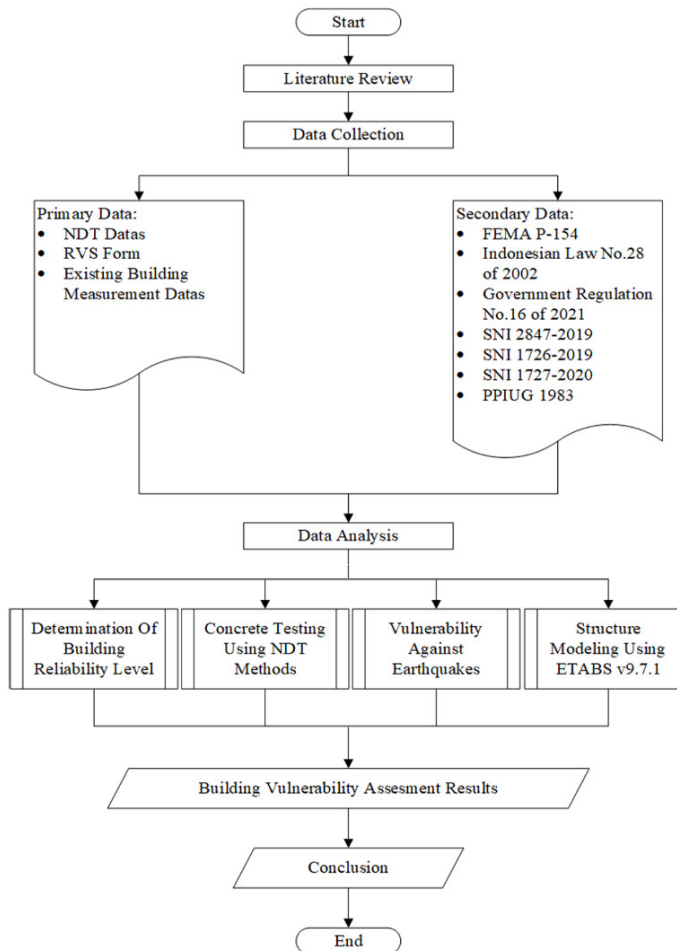 Start
Literature Review
Data Collection
Primary Data:
• NDT Datas
• RVS Form
• Existing Building
Measurement Datas
Secondary Data:
• FEMA P-154
• Indonesian Law No.28
of 2002
• Government Regulation
No.16 of 2021
• SNI 2847-2019
• SNI 1726-2019
• SNI 1727-2020
• PPIUG 1983
Data Analysis
Determination Of
Building
Reliability Level
Concrete Testing
Using NDT
Methods
Vulnerability
Against
Earthquakes
Structure
Modeling Using
ETABS v9.7.1
Building Vulnerability Assesment Results
Conclusion
End